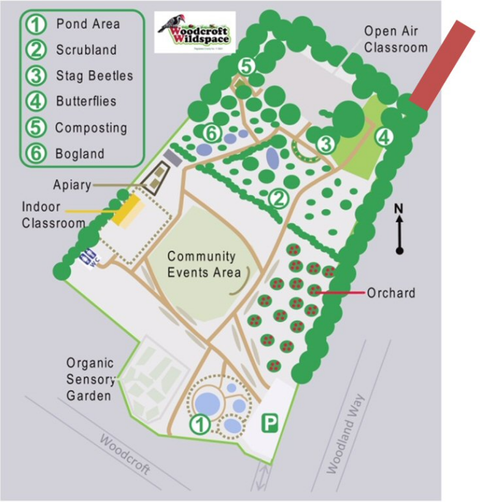 1 Pond Area
2 Scrubland
3 Stag Beetles
4 Butterflies
5 Composting
6 Bogland
Woodcroft
Wildspace
Open Air
Classroom
5
6
3
4
2
Apiary
Indoor
Classroom
WC
N
Community
Events Area
Orchard
Organic
Sensory
Garden
1
P
Woodcroft
Woodland Way